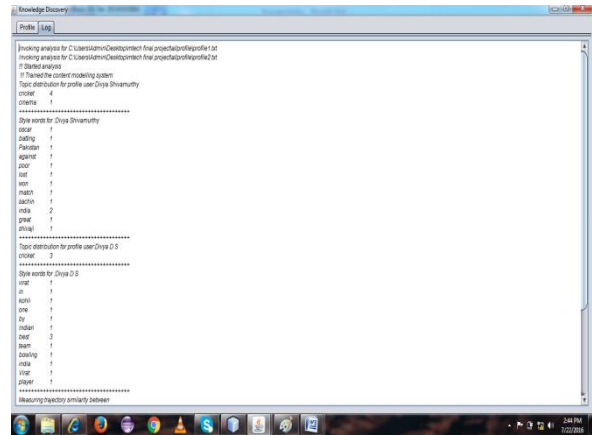 Knowledge Discovery
Profile Log
Invoking analysis for C:\Users\Admin\Desktop\mtech final project\alprofile\profile1.txt
Invoking analysis for C:\Users\Admin\Desktop\mtech final project\alprofile\profile2.txt
!!! Started analysis
!!! Trained the content modelling system
Topic distribution for profile user:Divya Shivamurthy
cricket 4
cinema 1
****************************************
Style words for :Divya Shivamurthy
oscar 1
batting 1
Pakistan 1
against 1
poor 1
lost 1
won 1
match 1
sachin 1
india 2
great 1
shivaji 1
****************************************
Topic distribution for profile user:Divya D S
cricket 3
****************************************
Style words for :Divya D S
virat 1
in 1
kohli 1
one 1
by 1
Indian 1
best 3
team 1
bowling 1
india 1
Virat 1
player 1
****************************************
Measuring trajectory similarity between
2:44 PM
7/22/2016